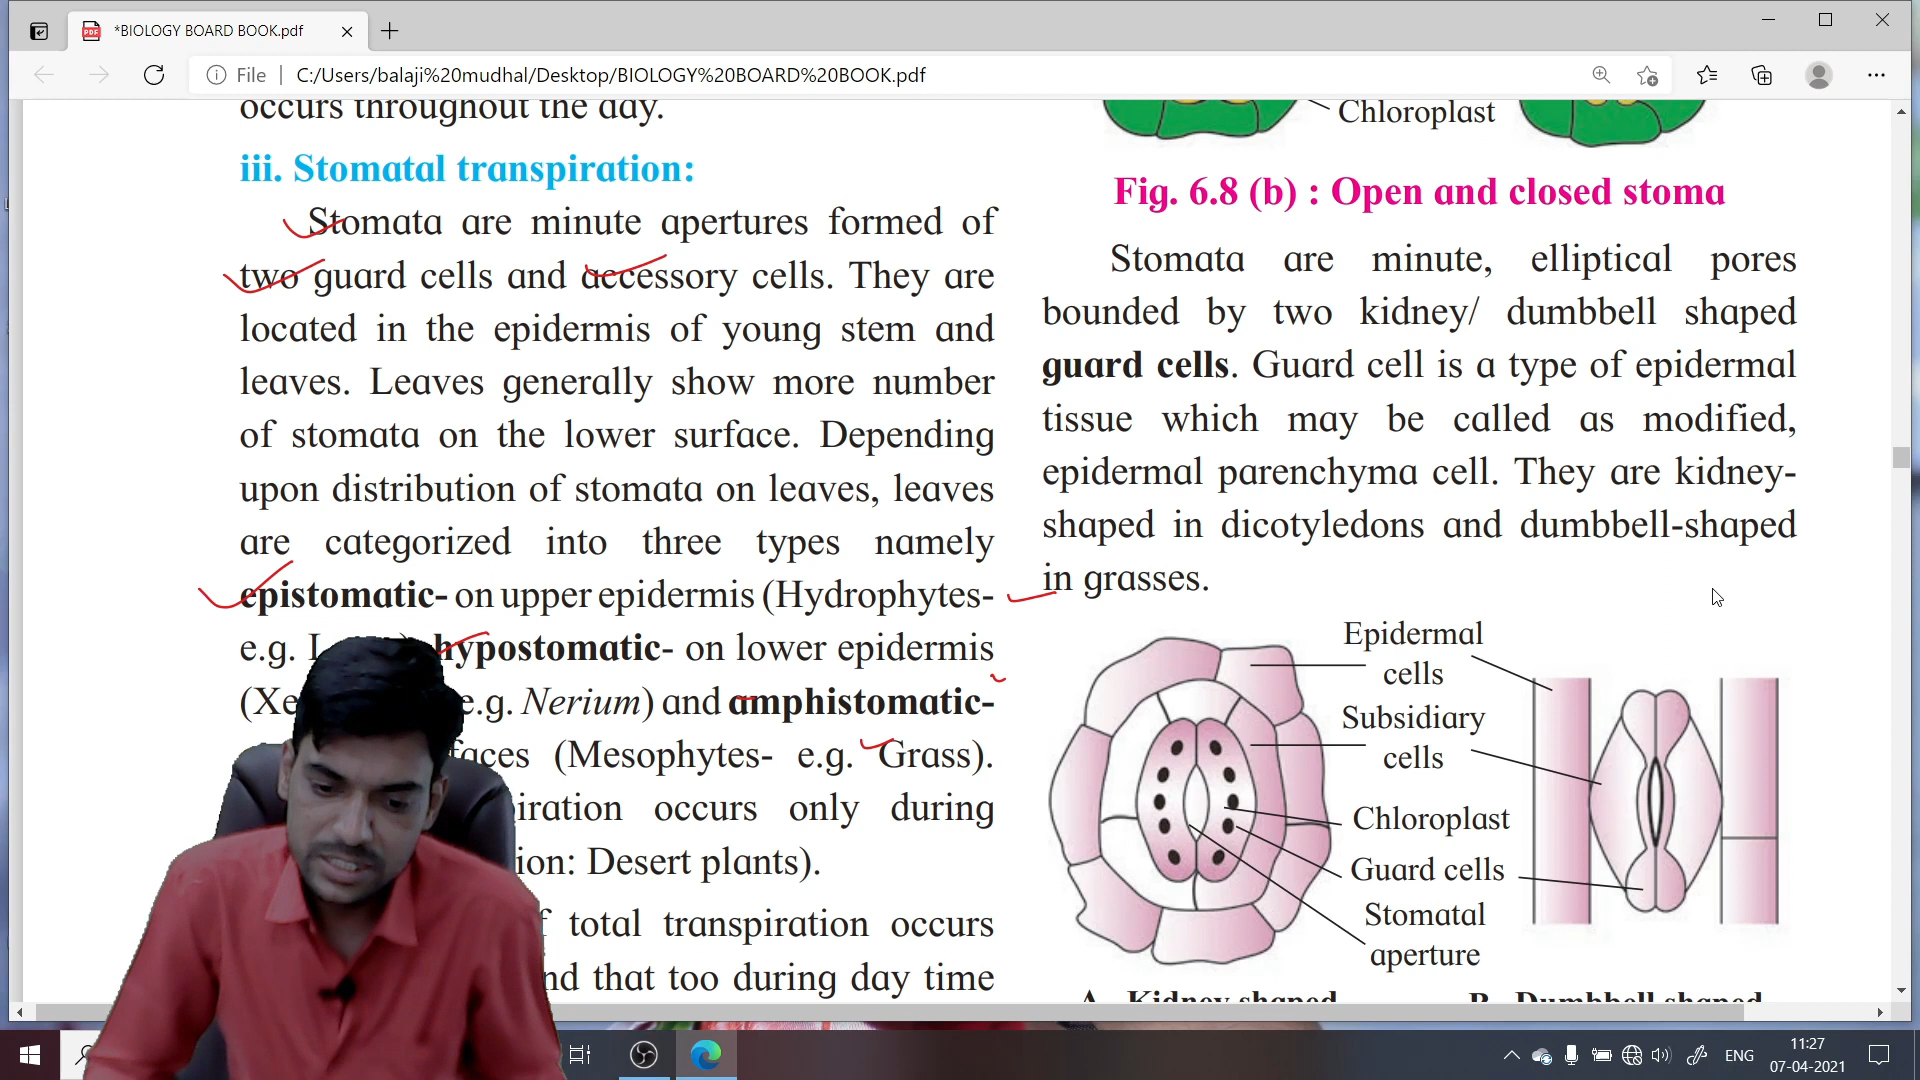 *BIOLOGY BOARD BOOK.pdf
File
C:/Users/balaji%20mudhal/Desktop/BIOLOGY%20BOARD%20BOOK.pdf
occurs throughout the day.
iii. Stomatal transpiration:
Stomata are minute apertures formed of
two guard cells and accessory cells. They are
located in the epidermis of young stem and
leaves. Leaves generally show more number
of stomata on the lower surface. Depending
upon distribution of stomata on leaves, leaves
are categorized into three types namely
epistomatic- on upper epidermis (Hydrophytes-
e.g. hypostomatic- on lower epidermis
e.g. Nerium) and amphistomatic-
(Mesophytes- e.g. Grass).
occurs only during
Desert plants).
total transpiration occurs
that too during day time
Chloroplast
Fig. 6.8 (b) : Open and closed stoma
Stomata are minute, elliptical pores
bounded by two kidney/ dumbbell shaped
guard cells. Guard cell is a type of epidermal
tissue which may be called as modified,
epidermal parenchyma cell. They are kidney-
shaped in dicotyledons and dumbbell-shaped
in grasses.
Epidermal
cells
Subsidiary
cells
Chloroplast
Guard cells
Stomatal
aperture
A. Kidney shaped
B. Dumbbell shaped
PDF
ENG
11:27
07-04-2021